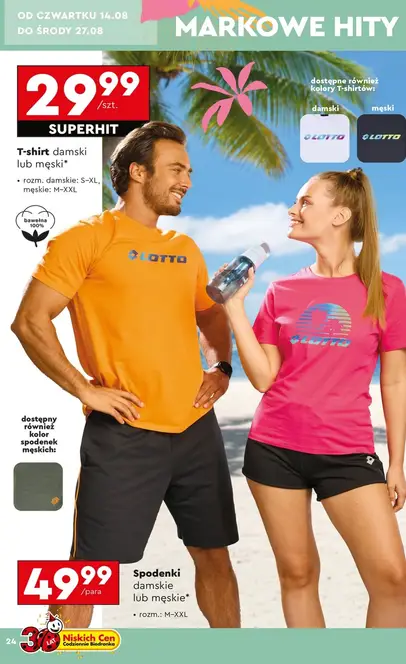 OD CZWARTKU 14.08
DO ŚRODY 27.08
MARKOWE HITY
29.99
/szt.
SUPERHIT
T-shirt damski
lub męski*
• rozm. damskie: S–XL,
męskie: M–XXL
bawełna
100%
dostępne również
kolory T-shirtów:
damski
męski
LOTTO
LOTTO
LOTTO
LOTTO
dostępny
również
kolor
spodenek
męskich:
49.99
/para
Spodenki
damskie
lub męskie*
• rozm.: M–XXL
24
30
LAT
Niskich Cen
Codziennie Biedronka